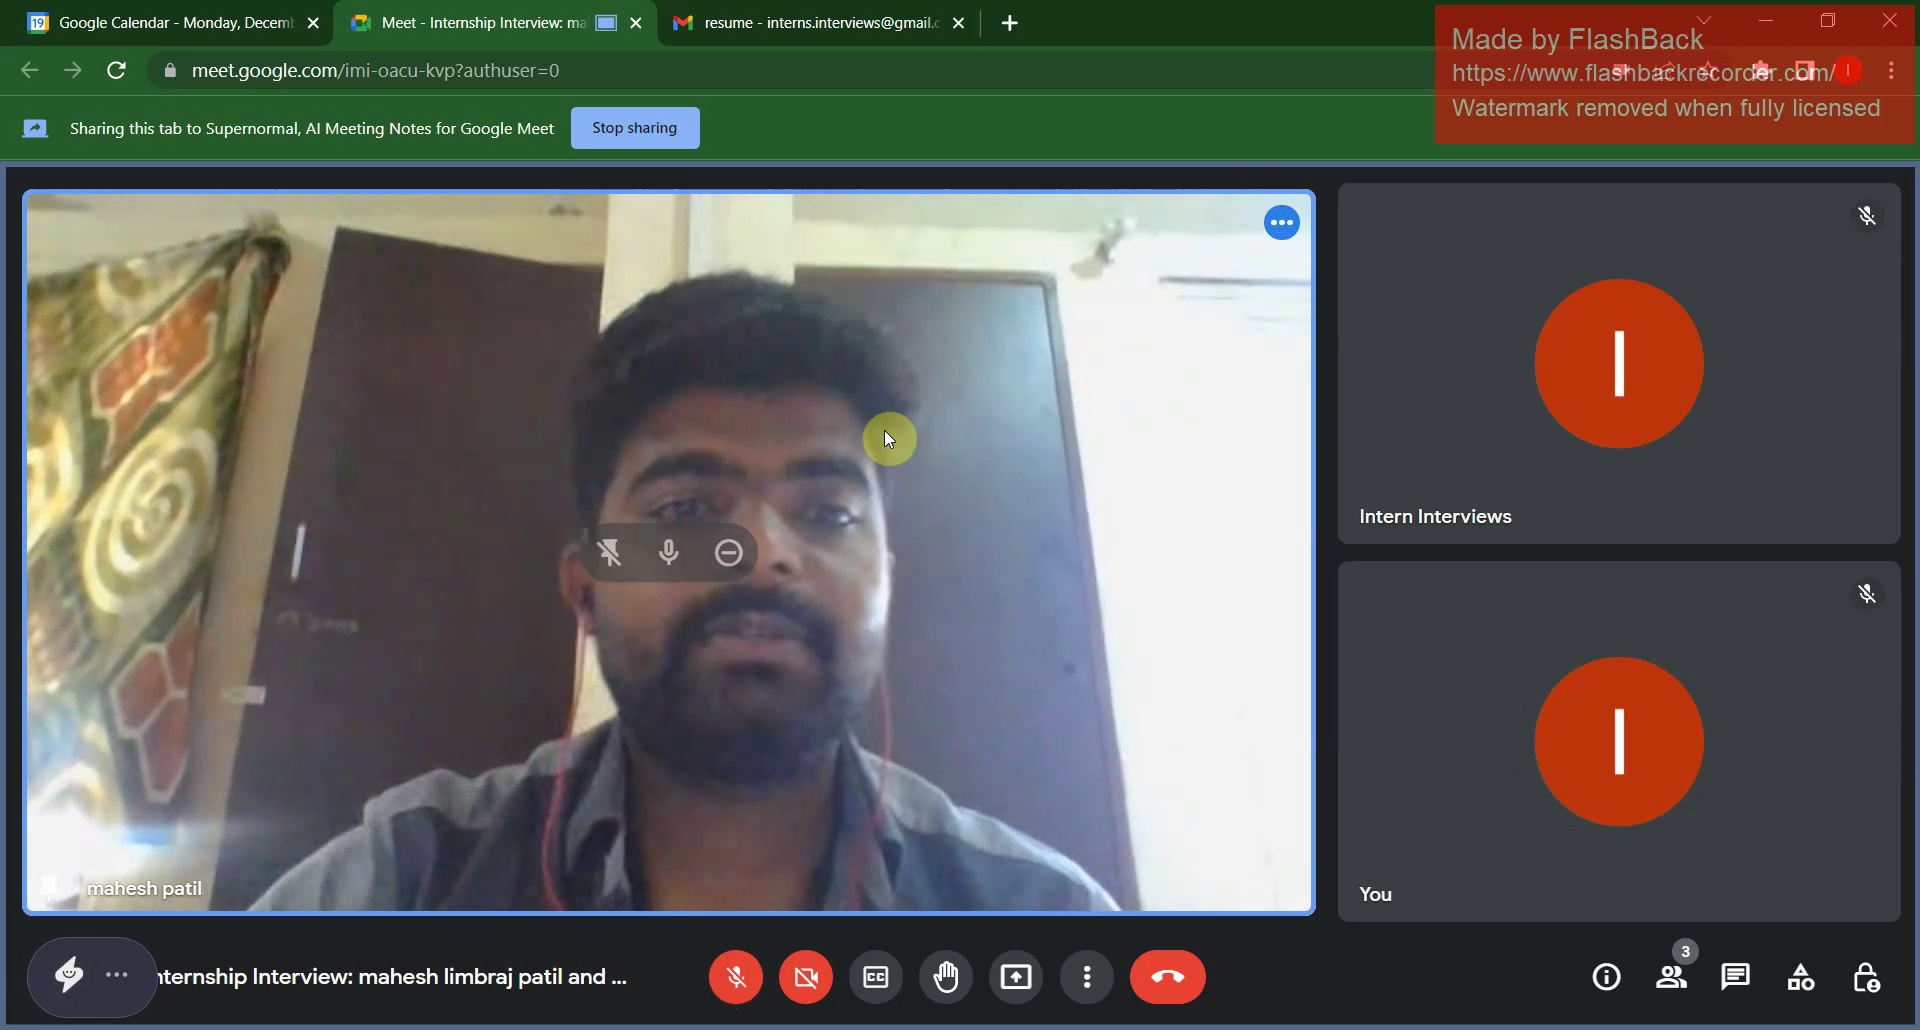 Google Calendar - Monday, Decemb
Meet - Internship Interview: ma
resume - interns.interviews@gmail.c
meet.google.com/imi-oacu-kvp?authuser=0
Made by FlashBack
https://www.flashbackrecorder.com/
Watermark removed when fully licensed
Sharing this tab to Supernormal, AI Meeting Notes for Google Meet
Stop sharing
I
Intern Interviews
I
You
mahesh patil
nternship Interview: mahesh limbraj patil and ...
3